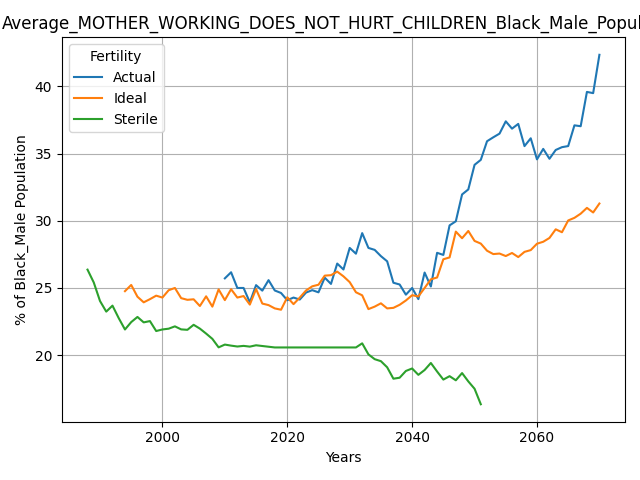 Average_MOTHER_WORKING_DOES_NOT_HURT_CHILDREN_Black_Male_Popul
Fertility
Actual
Ideal
Sterile
% of Black_Male Population
40
35
30
25
20
2000 2020 2040 2060
Years